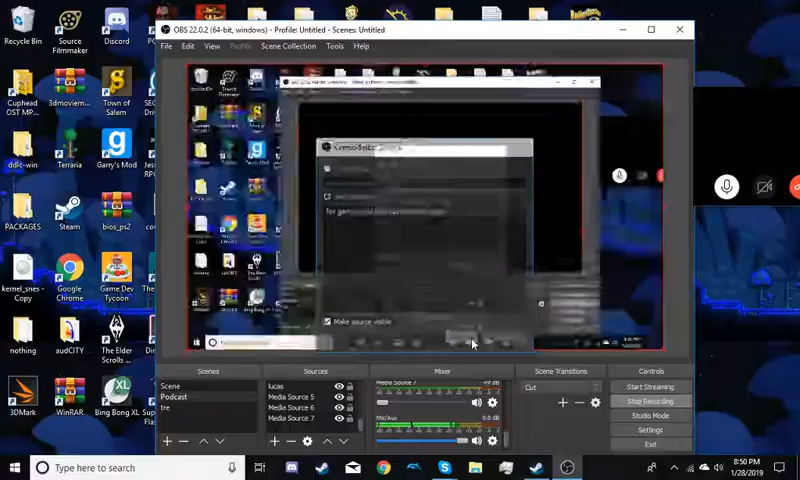 OBS 22.0.2 (64-bit, windows) - Profile: Untitled - Scenes: Untitled
File Edit View Profile Scene Collection Tools Help
Recycle Bin
Source Filmmaker
Discord
Cuphead OST MP...
3dmoviem...
Town of Salem
ddlc-win
Terraria
Garry's Mod
PACKAGES
Steam
bios_ps2
kernel_snes - Copy
Google Chrome
Game Dev Tycoon
nothing
audCITY
The Elder Scrolls
3DMark
WinRAR
Bing Bong XL
Make source visible
Scenes
Sources
Mixer
Scene Transitions
Controls
Scene
Podcast
tre
lucas
Media Source 5
Media Source 6
Media Source 7
Media Source 7
Mic/Aux
0.0 dB
Cut
Start Streaming
Stop Recording
Studio Mode
Settings
Exit
Type here to search
8:50 PM
1/28/2019